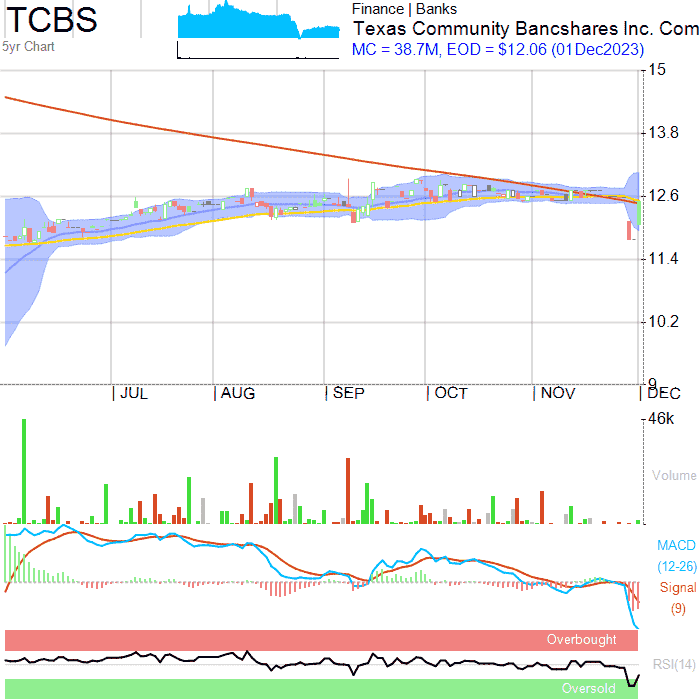 TCBS
5yr Chart
Finance | Banks
Texas Community Bancshares Inc. Com
MC = 38.7M, EOD = $12.06 (01Dec2023)
15
13.8
12.6
11.4
10.2
9
JUL
AUG
SEP
OCT
NOV
DEC
46k
Volume
MACD
(12-26)
Signal
(9)
Overbought
RSI(14)
Oversold